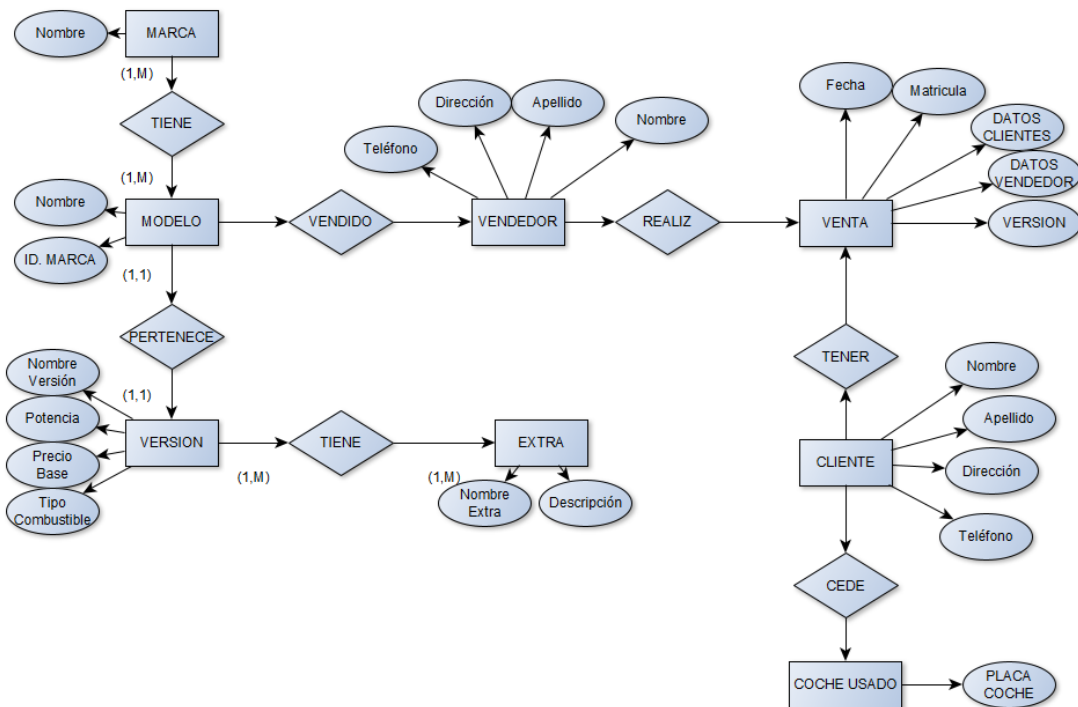 Nombre
MARCA
(1,M)
TIENE
(1,M)
Nombre
MODELO
ID. MARCA
(1,1)
VENDIDO
Teléfono
Dirección
Apellido
Nombre
VENDEDOR
REALIZ
Fecha
Matricula
DATOS
CLIENTES
DATOS
VENDEDOR
VERSION
VENTA
PERTENECE
(1,1)
Nombre
Versión
Potencia
Precio
Base
Tipo
Combustible
VERSION
(1,M)
TIENE
(1,M)
EXTRA
Nombre
Extra
Descripción
TENER
CLIENTE
Nombre
Apellido
Dirección
Teléfono
CEDE
COCHE USADO
PLACA
COCHE